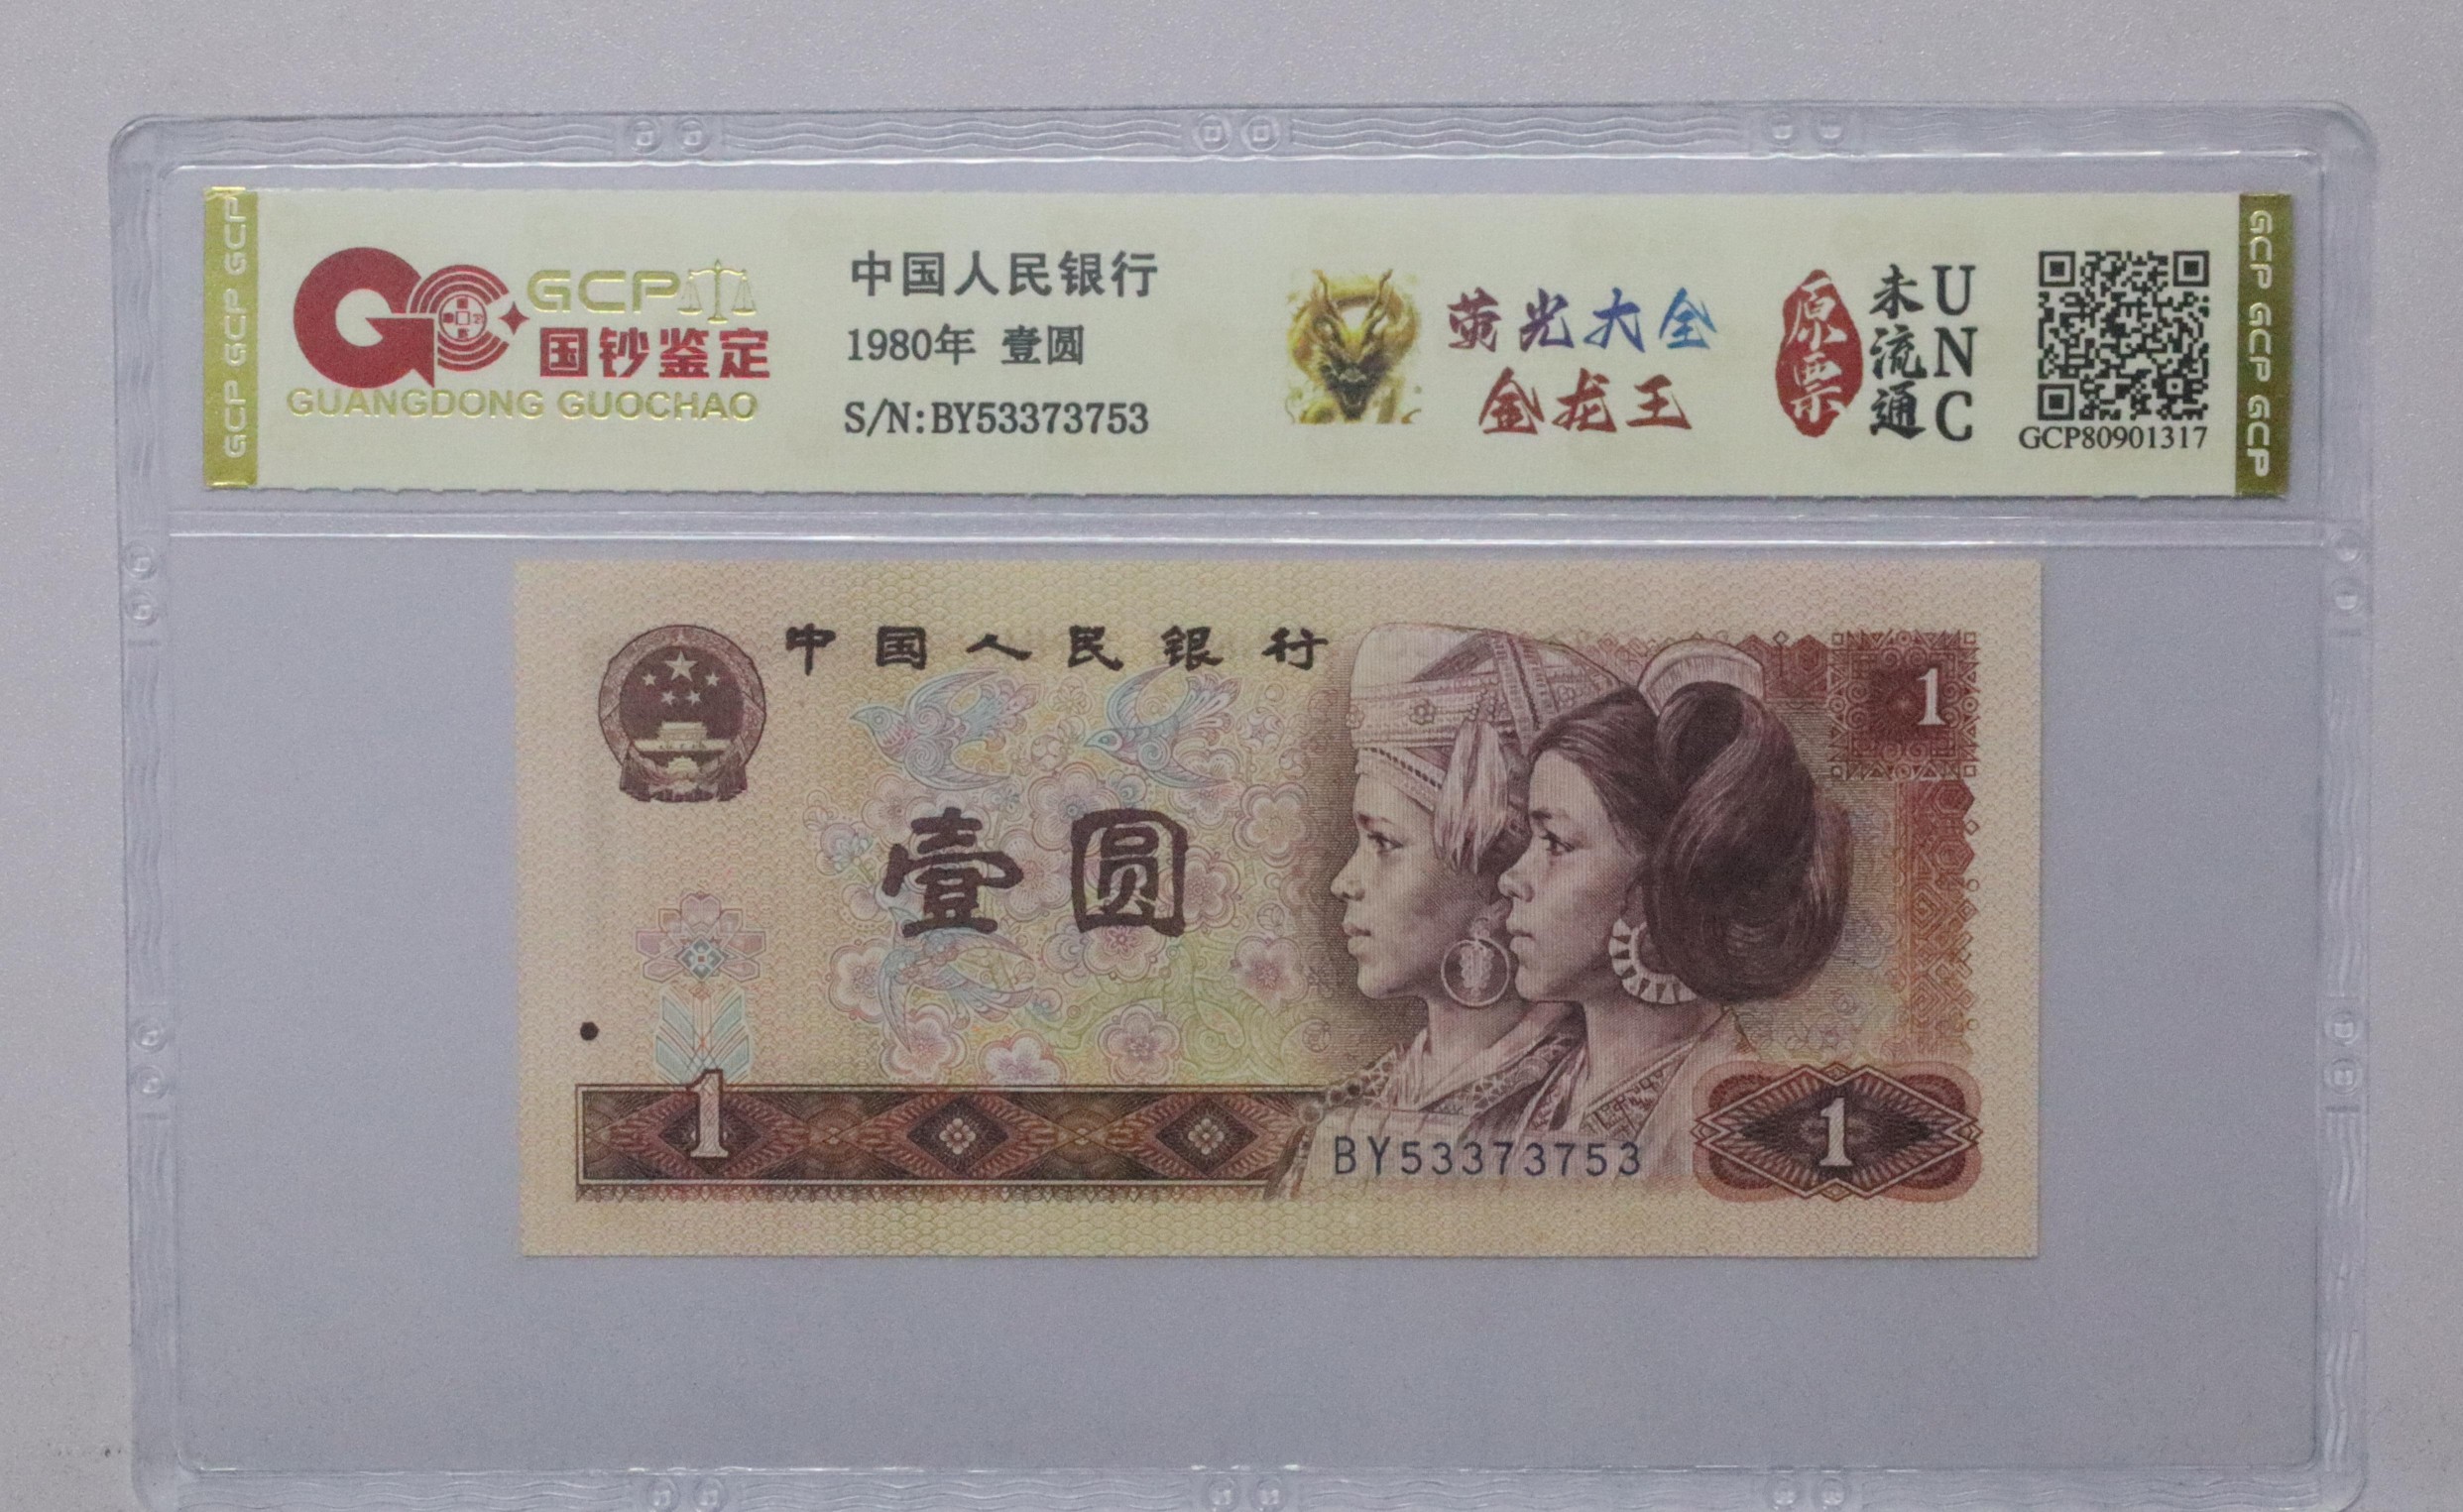 GCP GCP GCP
GCP
国钞鉴定
GUANGDONG GUOCHAO
中国人民银行
1980年 壹圆
S/N:BY53373753
荧光大全
金龙王
原票
未流通
UNC
GCP80901317
GCP GCP GCP
中国人民银行
1
壹圆
1
BY53373753
1